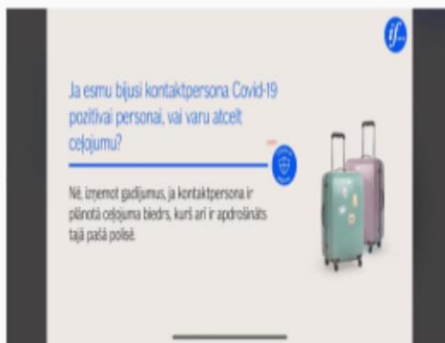 if...
Ja esmu bijusi kontaktpersona Covid-19
pozitīvai personai, vai varu atcelt
ceļojumu?
Nē, izņemot gadījumus, ja kontaktpersona ir
plānotā ceļojuma biedrs, kurš arī ir apdrošināts
tajā pašā polisē.